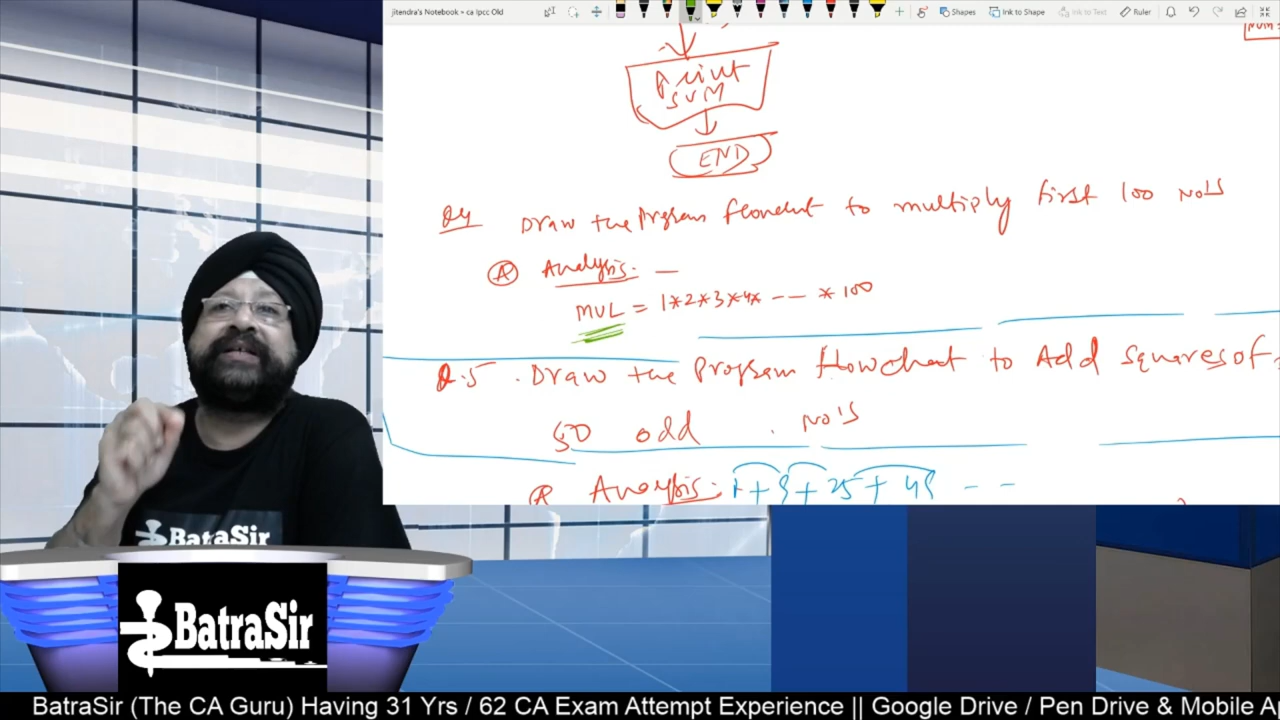 jitendra's Notebook » ca Ipcc Old
Shapes
Ink to Shape
Ink to Text
Ruler
print
SUM
END
Q4 Draw the Program flowchart to multiply first 100 No's
(A) Analysis. —
MUL = 1*2*3*4* -- — *100
Q.5. Draw the Program flowchart to Add squares of
50 odd No's
(A) Analysis: 1+9+25+49 - -
BataSir
BatraSir
BatraSir (The CA Guru) Having 31 Yrs / 62 CA Exam Attempt Experience || Google Drive / Pen Drive & Mobile A